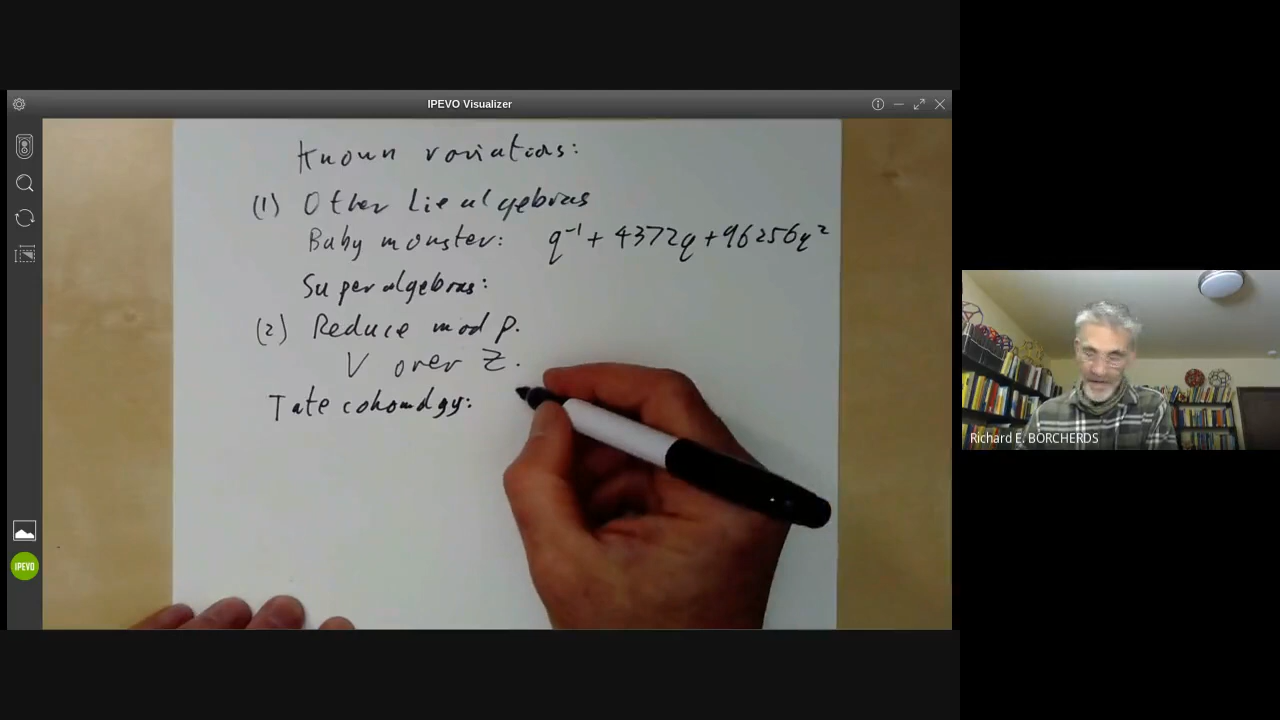 IPEVO Visualizer
Known variations:
(1) Other Lie algebras
Baby monster: q⁻¹ + 4372q + 96256q²
Superalgebras:
(2) Reduce mod p.
V over Z.
Tate cohomology:
IPEVO
Richard E. BORCHERDS